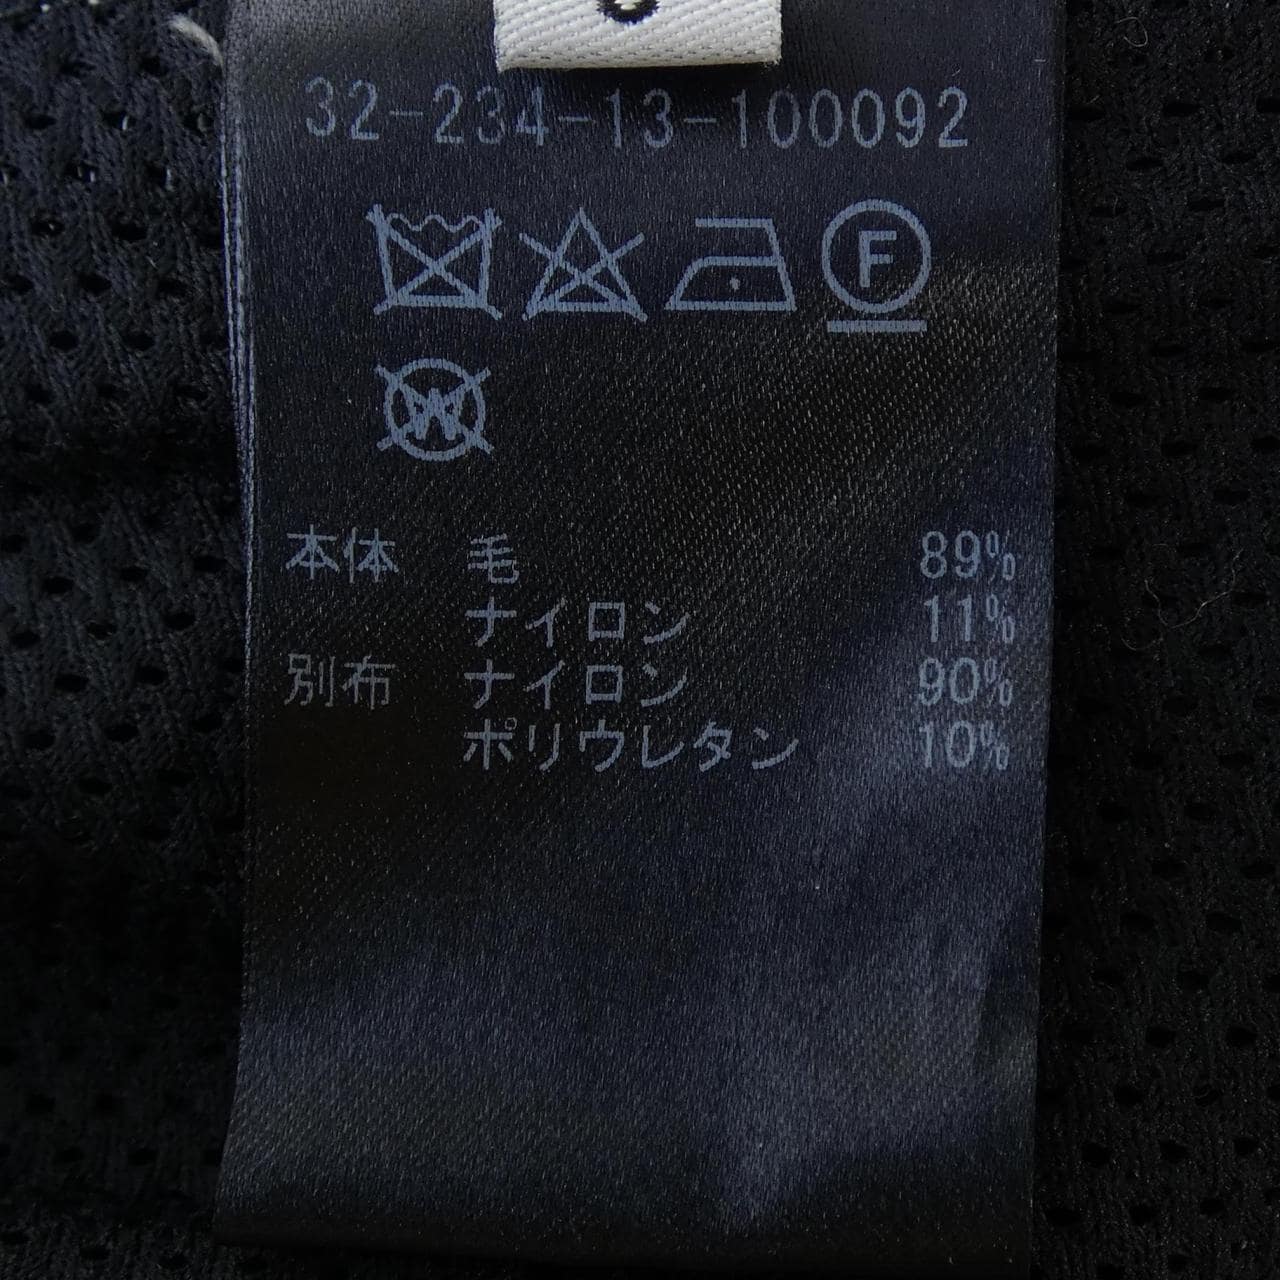 32-234-13-100092
F
W
本体 毛 89%
ナイロン 11%
別布 ナイロン 90%
ポリウレタン 10%